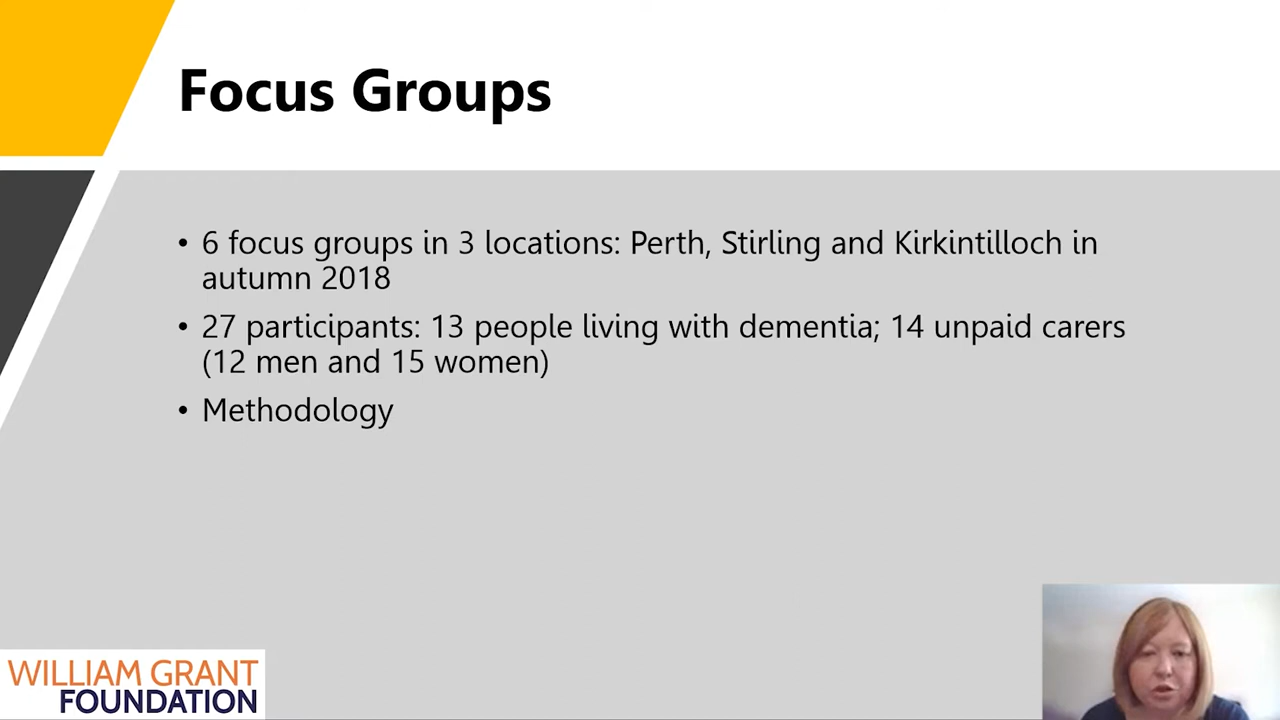 Focus Groups
• 6 focus groups in 3 locations: Perth, Stirling and Kirkintilloch in
autumn 2018
• 27 participants: 13 people living with dementia; 14 unpaid carers
(12 men and 15 women)
• Methodology
WILLIAM GRANT
FOUNDATION